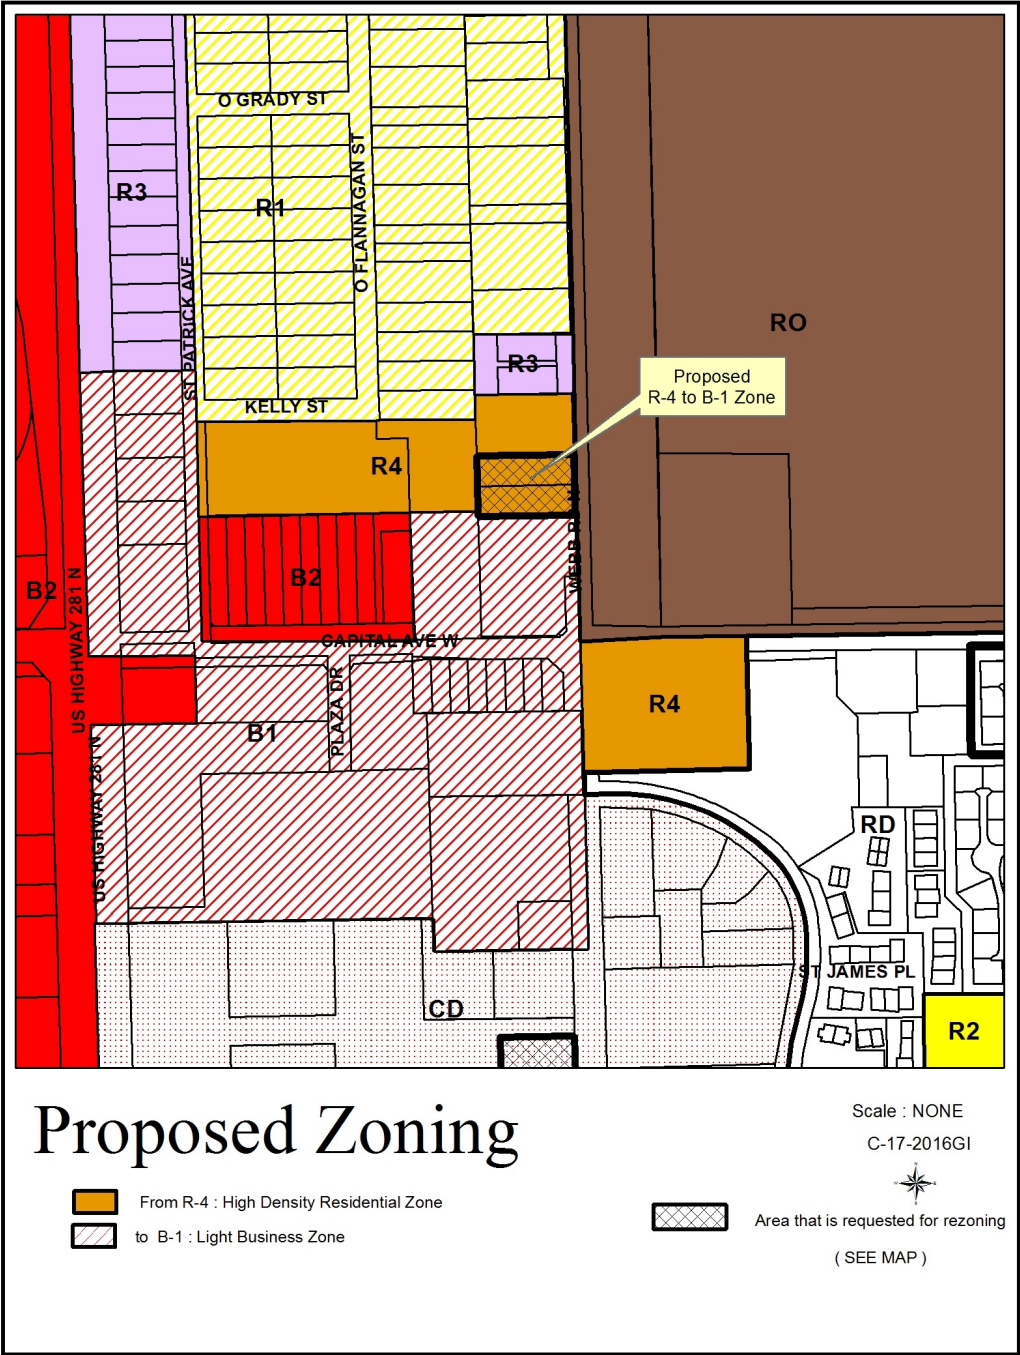 O GRADY ST
R3
R1
O FLANNAGAN ST
ST PATRICK AVE
RO
R3
Proposed
R-4 to B-1 Zone
KELLY ST
R4
WEBB RD N
B2
B2
US HIGHWAY 281 N
CAPITAL AVE W
PLAZA DR
R4
B1
US HIGHWAY 281 N
RD
ST JAMES PL
CD
R2
Proposed Zoning
Scale : NONE
C-17-2016GI
From R-4 : High Density Residential Zone
to B-1 : Light Business Zone
Area that is requested for rezoning
( SEE MAP )